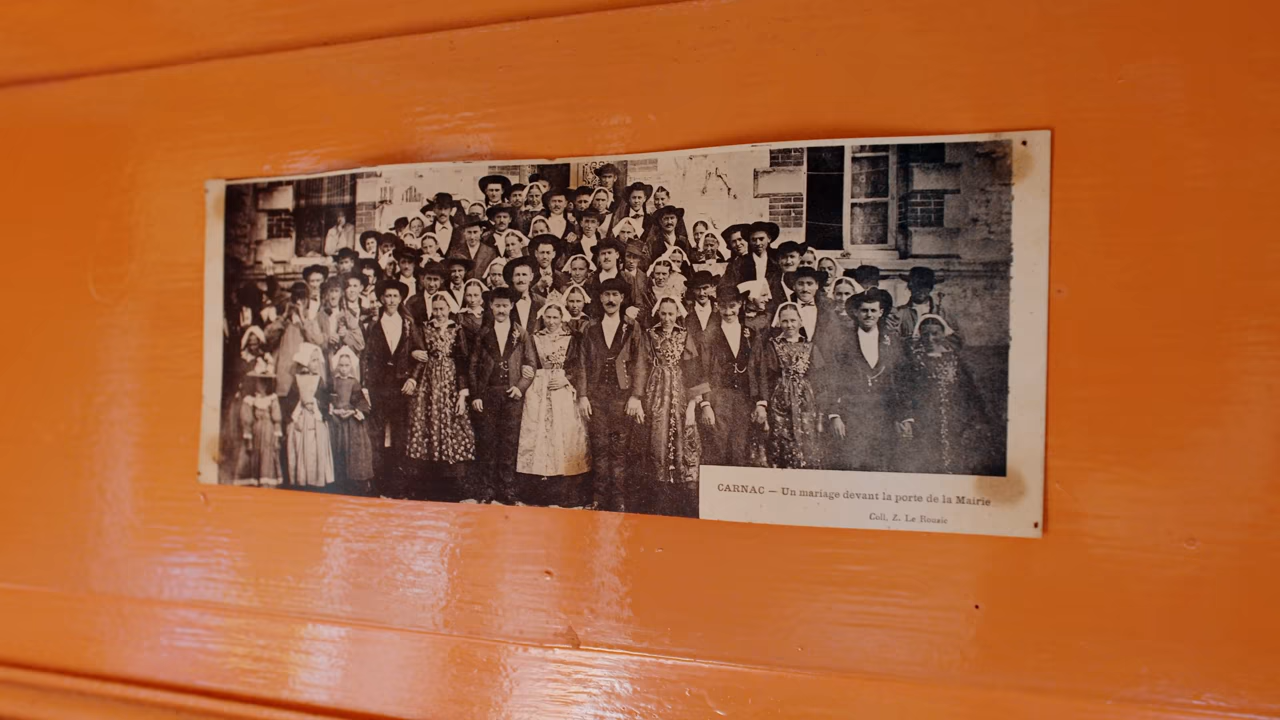 CARNAC — Un mariage devant la porte de la Mairie
Coll. Z. Le Rouzic